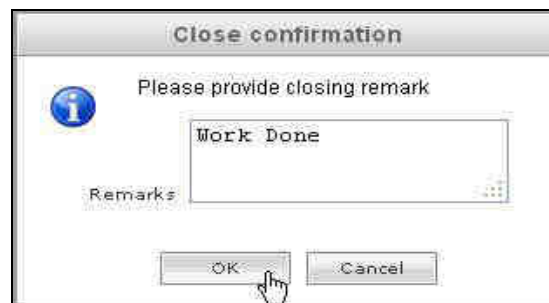 Close confirmation
Please provide closing remark
Work Done
Remarks
OK Cancel